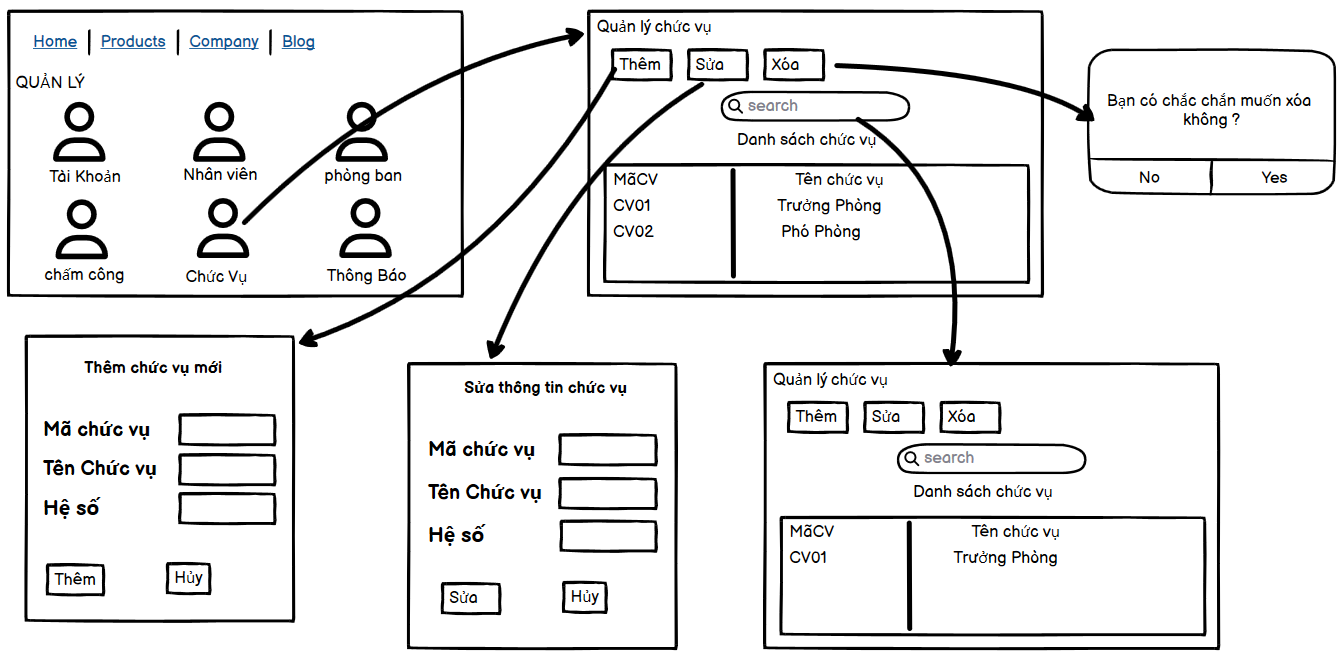 Home Products Company Blog
QUẢN LÝ
Tài Khoản Nhân viên phòng ban
chấm công Chức Vụ Thông Báo
Quản lý chức vụ
Thêm Sửa Xóa
search
Danh sách chức vụ
MãCV Tên chức vụ
CV01 Trưởng Phòng
CV02 Phó Phòng
Bạn có chắc chắn muốn xóa
không ?
No Yes
Thêm chức vụ mới
Mã chức vụ
Tên Chức vụ
Hệ số
Thêm Hủy
Sửa thông tin chức vụ
Mã chức vụ
Tên Chức vụ
Hệ số
Sửa Hủy
Quản lý chức vụ
Thêm Sửa Xóa
search
Danh sách chức vụ
MãCV Tên chức vụ
CV01 Trưởng Phòng